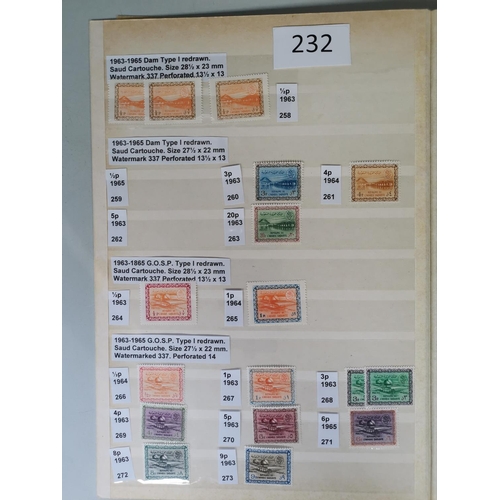 232
1963-1965 Dam Type I redrawn.
Saud Cartouche. Size 28½ x 23 mm
Watermark 337 Perforated 13½ x 13
½p
1963
258
1963-1965 Dam Type I redrawn.
Saud Cartouche. Size 27½ x 22 mm
Watermark 337 Perforated 13½ x 13
½p
1965
259
3p
1963
260
4p
1964
261
5p
1963
262
20p
1963
263
1963-1865 G.O.S.P. Type I redrawn.
Saud Cartouche. Size 28½ x 23 mm
Watermark 337 Perforated 13½ x 13
½p
1963
264
1p
1964
265
1963-1965 G.O.S.P. Type I redrawn.
Saud Cartouche. Size 27½ x 22 mm.
Watermarked 337. Perforated 14
½p
1964
266
1p
1963
267
3p
1963
268
4p
1963
269
5p
1963
270
6p
1965
271
8p
1963
272
9p
1963
273